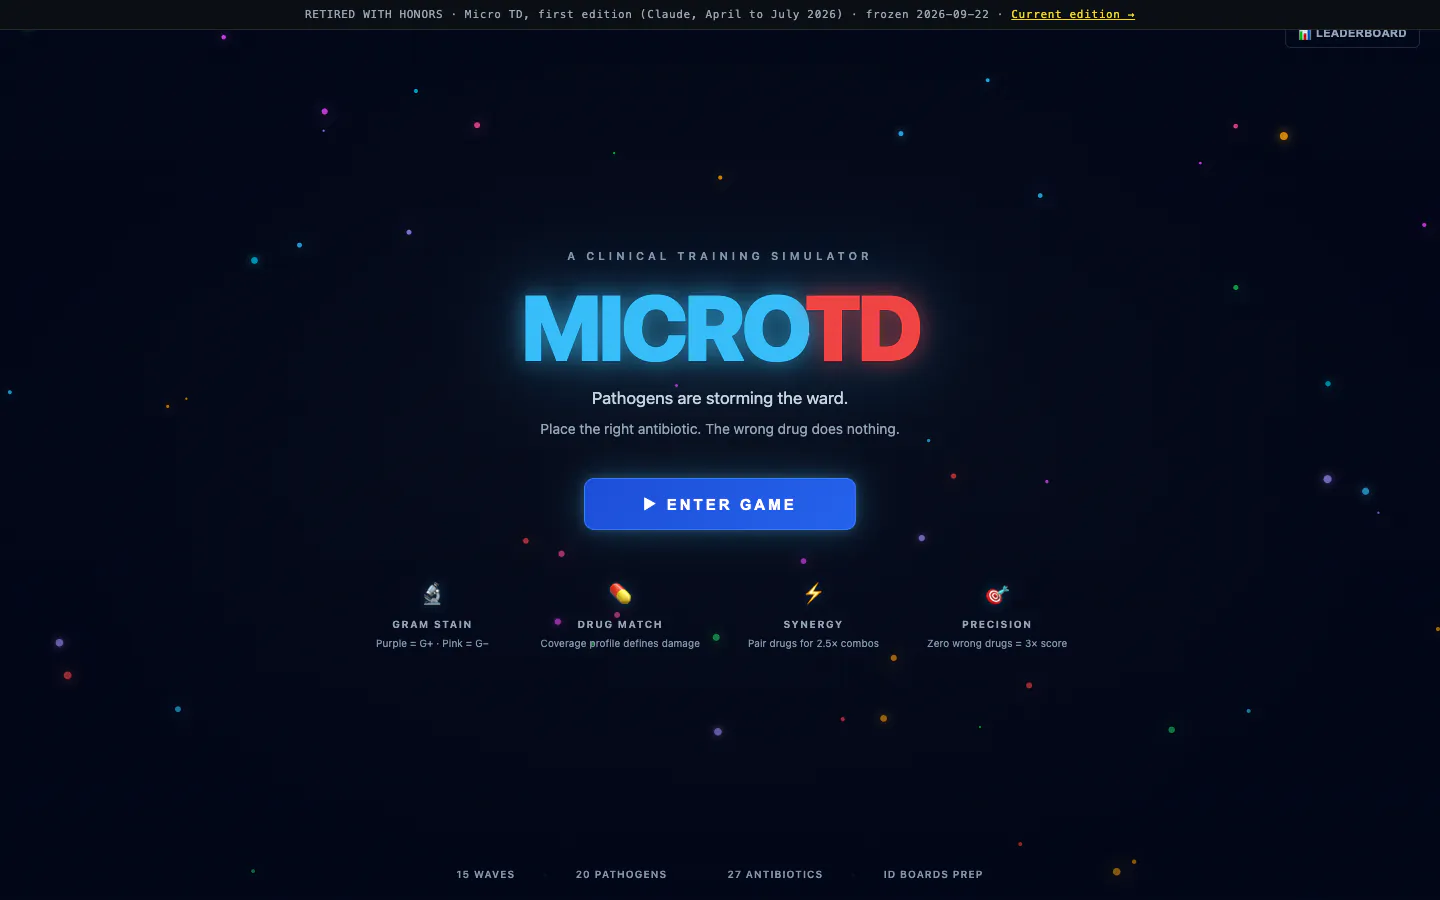 RETIRED WITH HONORS · Micro TD, first edition (Claude, April to July 2026) · frozen 2026-09-22 · Current edition →
LEADERBOARD
A CLINICAL TRAINING SIMULATOR
MICROTD
Pathogens are storming the ward.
Place the right antibiotic. The wrong drug does nothing.
▶ ENTER GAME
GRAM STAIN
Purple = G+ · Pink = G−
DRUG MATCH
Coverage profile defines damage
SYNERGY
Pair drugs for 2.5× combos
PRECISION
Zero wrong drugs = 3× score
15 WAVES · 20 PATHOGENS · 27 ANTIBIOTICS · ID BOARDS PREP